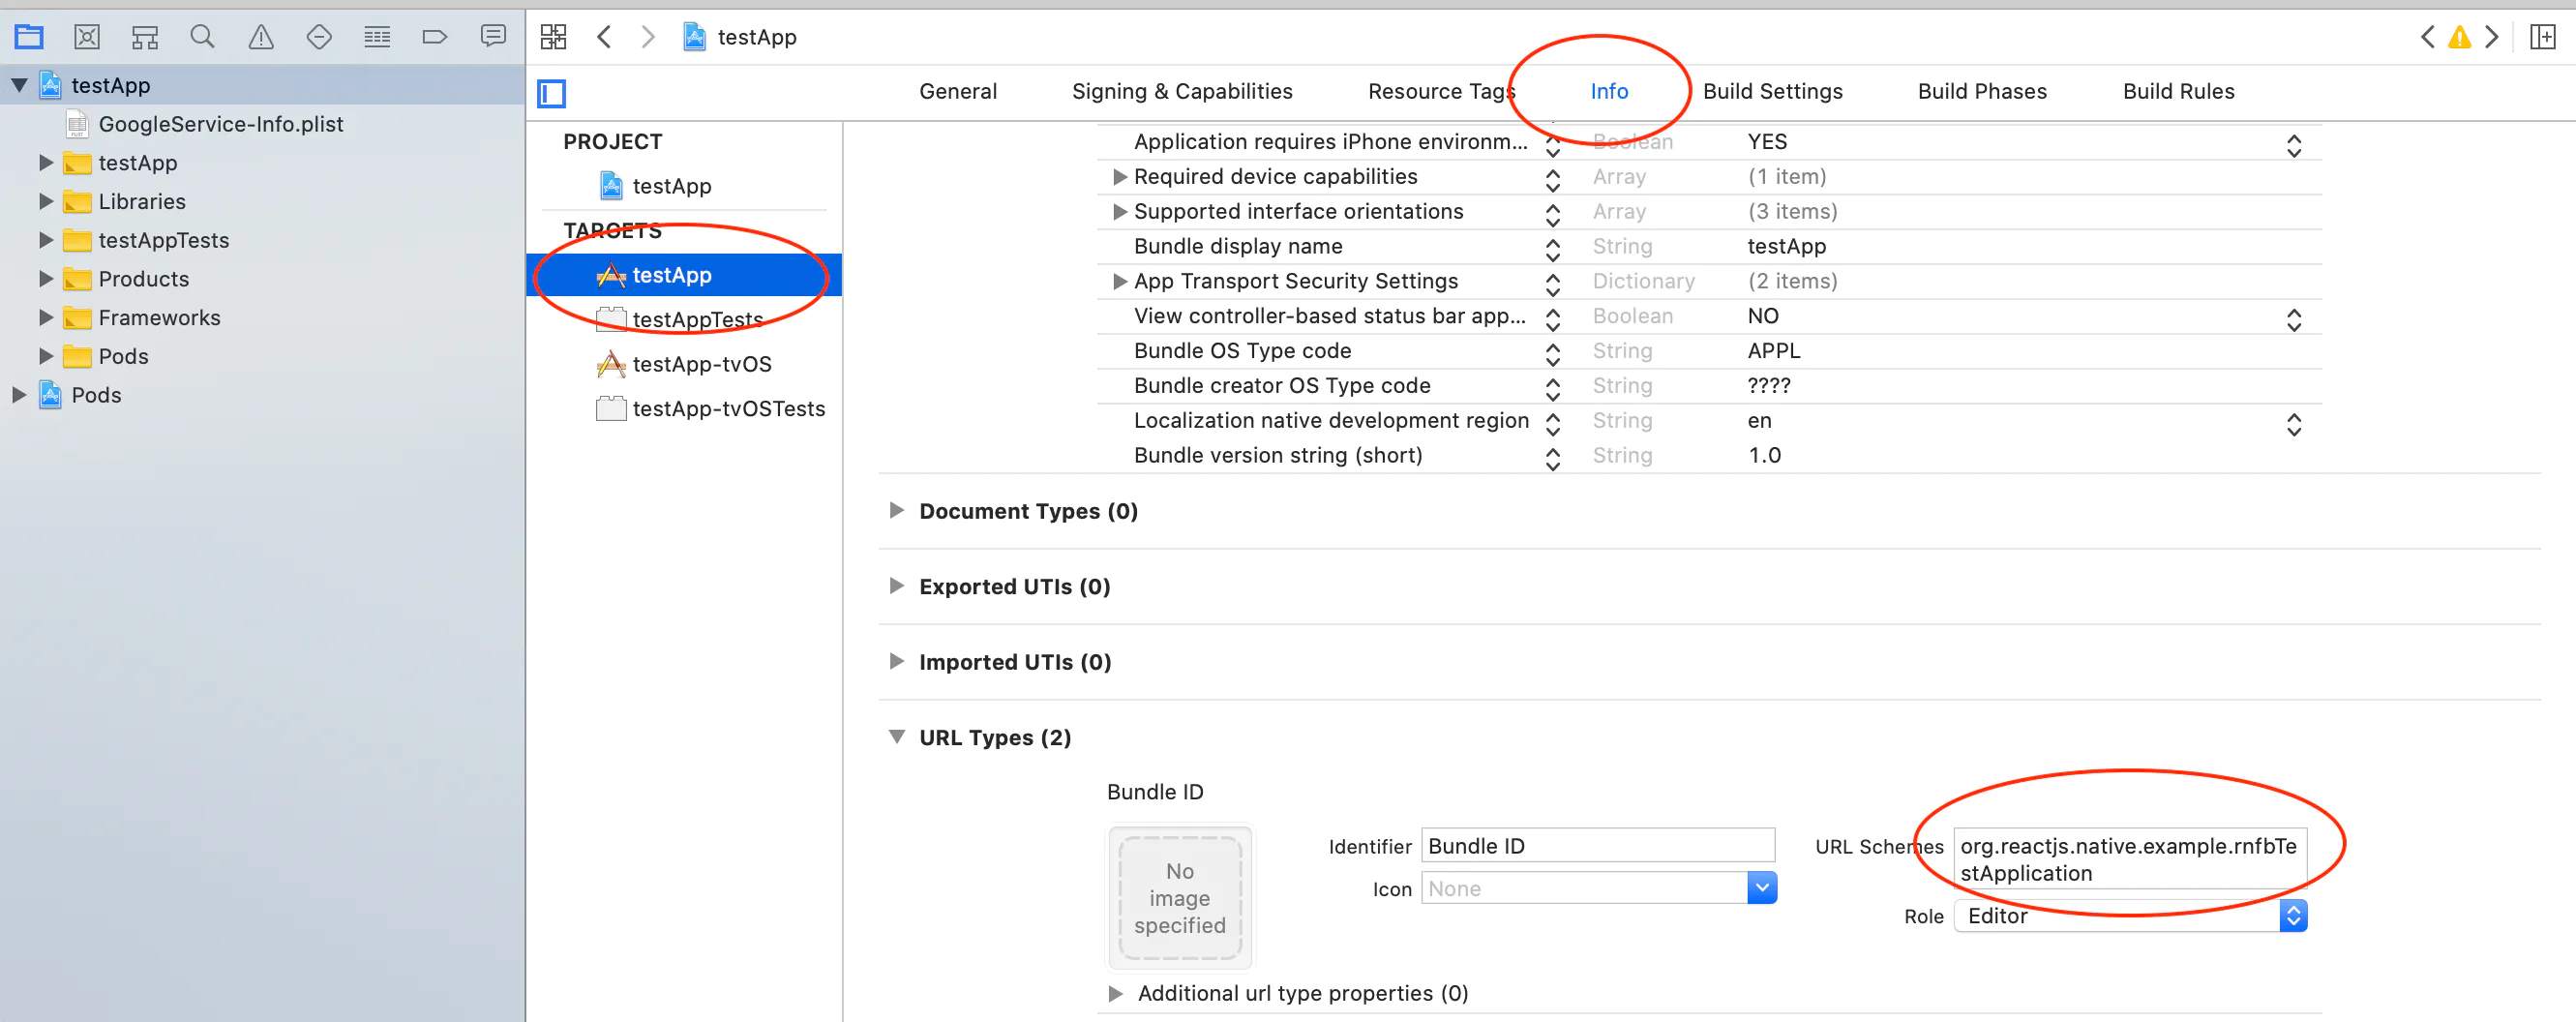 testApp
General
Signing & Capabilities
Resource Tags
Info
Build Settings
Build Phases
Build Rules
testApp
GoogleService-Info.plist
testApp
Libraries
testAppTests
Products
Frameworks
Pods
Pods
PROJECT
testApp
TARGETS
testApp
testAppTests
testApp-tvOS
testApp-tvOSTests
Application requires iPhone environm... Boolean YES
Required device capabilities Array (1 item)
Supported interface orientations Array (3 items)
Bundle display name String testApp
App Transport Security Settings Dictionary (2 items)
View controller-based status bar app... Boolean NO
Bundle OS Type code String APPL
Bundle creator OS Type code String ????
Localization native development region String en
Bundle version string (short) String 1.0
Document Types (0)
Exported UTIs (0)
Imported UTIs (0)
URL Types (2)
Bundle ID
No
image
specified
Identifier Bundle ID
Icon None
URL Schemes org.reactjs.native.example.rnfbTe
stApplication
Role Editor
Additional url type properties (0)